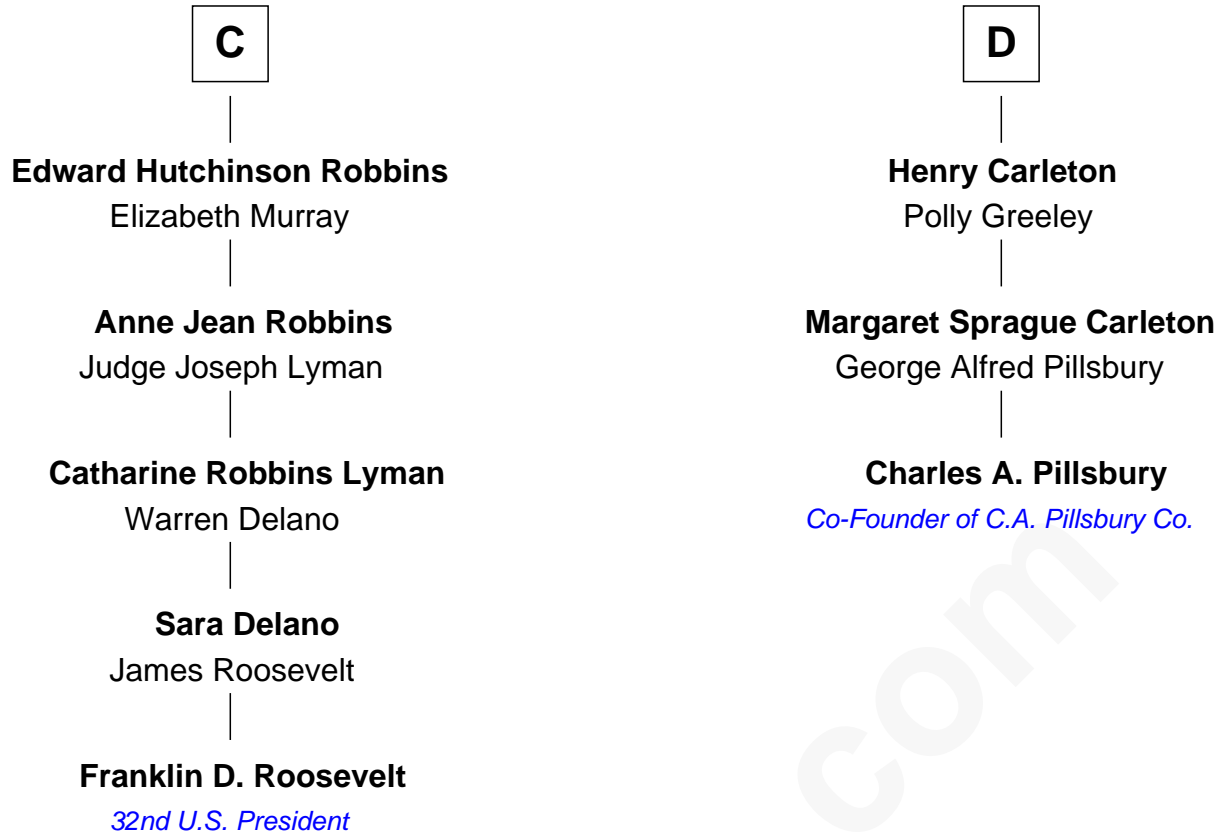 C
Edward Hutchinson Robbins
Elizabeth Murray
Anne Jean Robbins
Judge Joseph Lyman
Catharine Robbins Lyman
Warren Delano
Sara Delano
James Roosevelt
Franklin D. Roosevelt
32nd U.S. President
D
Henry Carleton
Polly Greeley
Margaret Sprague Carleton
George Alfred Pillsbury
Charles A. Pillsbury
Co-Founder of C.A. Pillsbury Co.
com